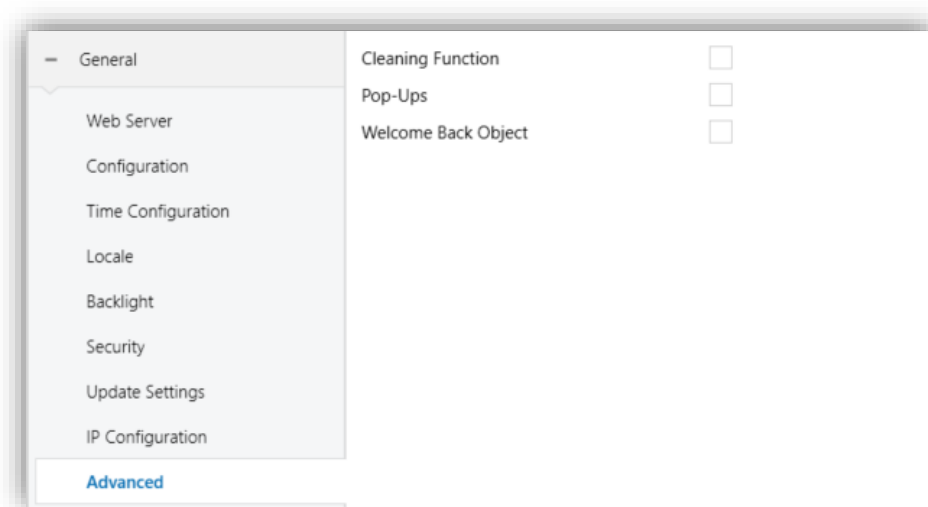 General
Web Server
Configuration
Time Configuration
Locale
Backlight
Security
Update Settings
IP Configuration
Advanced
Cleaning Function
Pop-Ups
Welcome Back Object